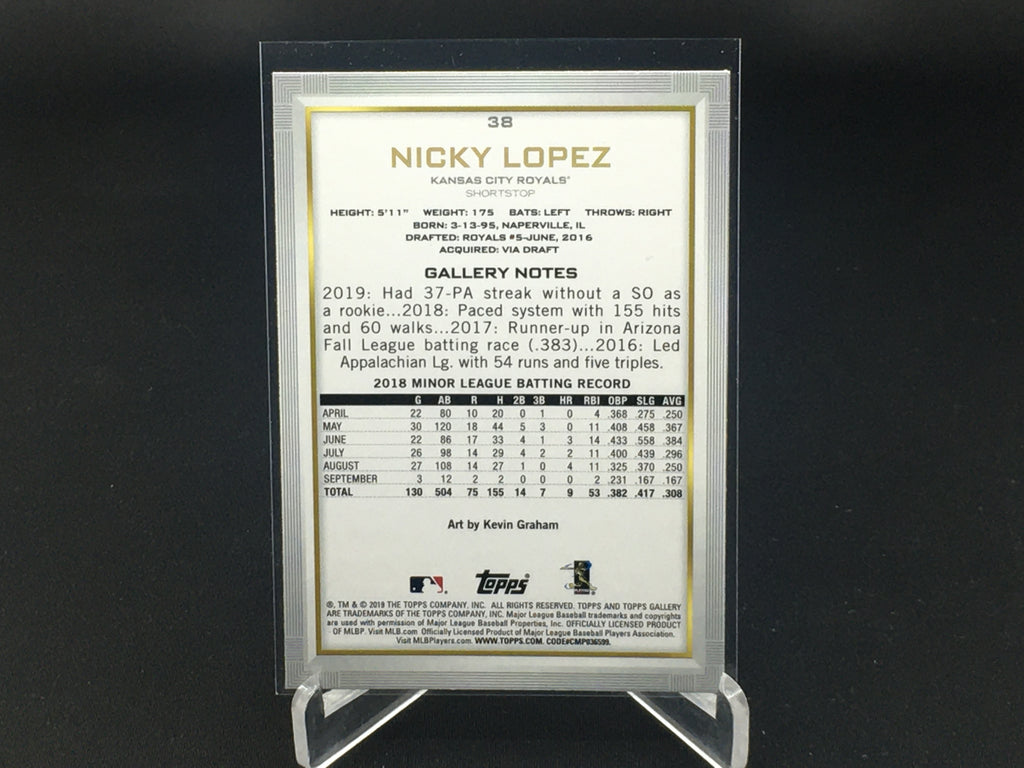 38
NICKY LOPEZ
KANSAS CITY ROYALS®
SHORTSTOP
HEIGHT: 5'11" WEIGHT: 175 BATS: LEFT THROWS: RIGHT
BORN: 3-13-95, NAPERVILLE, IL
DRAFTED: ROYALS #5-JUNE, 2016
ACQUIRED: VIA DRAFT
GALLERY NOTES
2019: Had 37-PA streak without a SO as
a rookie...2018: Paced system with 155 hits
and 60 walks...2017: Runner-up in Arizona
Fall League batting race (.383)...2016: Led
Appalachian Lg. with 54 runs and five triples.
2018 MINOR LEAGUE BATTING RECORD
G AB R H 2B 3B HR RBI OBP SLG AVG
APRIL 22 80 10 20 0 1 0 4 .368 .275 .250
MAY 30 120 18 44 5 3 0 11 .408 .458 .367
JUNE 22 86 17 33 4 1 3 14 .433 .558 .384
JULY 26 98 14 29 4 2 2 11 .400 .439 .296
AUGUST 27 108 14 27 1 0 4 11 .325 .370 .250
SEPTEMBER 3 12 2 2 0 0 0 2 .231 .167 .167
TOTAL 130 504 75 155 14 7 9 53 .382 .417 .308
Art by Kevin Graham
topps
®, TM & © 2019 THE TOPPS COMPANY, INC. ALL RIGHTS RESERVED. TOPPS AND TOPPS GALLERY
ARE TRADEMARKS OF THE TOPPS COMPANY, INC. Major League Baseball trademarks and copyrights
are used with permission of Major League Baseball Properties, Inc. OFFICIALLY LICENSED PRODUCT
OF MLBP. Visit MLB.com Officially Licensed Product of Major League Baseball Players Association.
Visit MLBPlayers.com. WWW.TOPPS.COM. CODE#CMP036599.